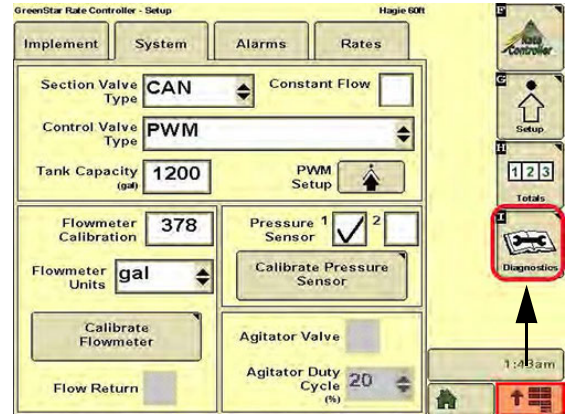 GreenStar Rate Controller - Setup
Hagie 60ft
Implement
System
Alarms
Rates
Section Valve
Type
CAN
Constant Flow
Control Valve
Type
PWM
Tank Capacity
(gal)
1200
PWM
Setup
Flowmeter
Calibration
378
Pressure
Sensor
1
2
Flowmeter
Units
gal
Calibrate Pressure
Sensor
Calibrate
Flowmeter
Agitator Valve
Flow Return
Agitator Duty
Cycle
(%)
20
F
Rate
Controller
G
Setup
H
1 2 3
Totals
I
Diagnostics
1:43am